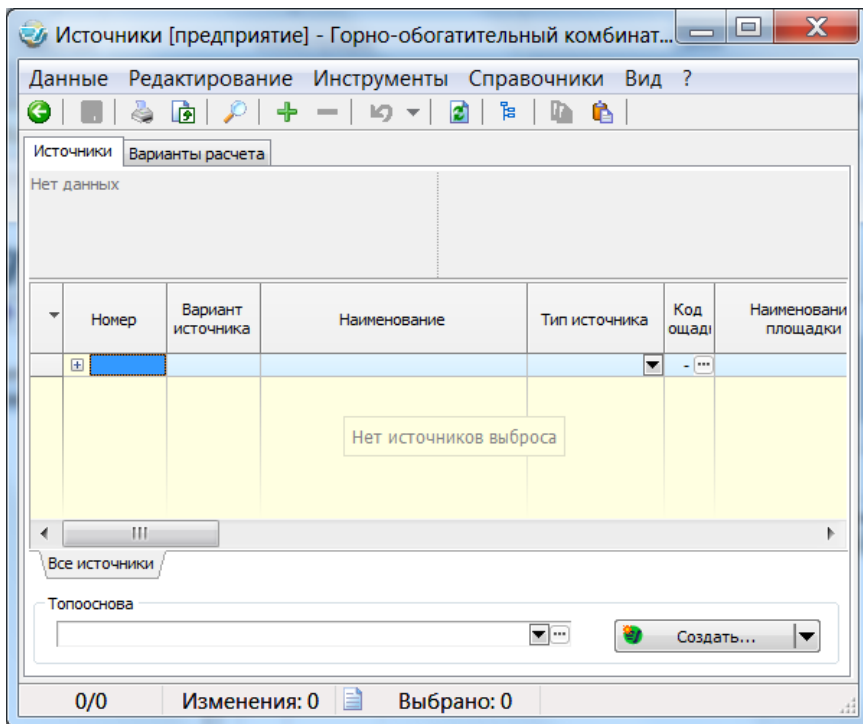 Источники [предприятие] - Горно-обогатительный комбинат...
Данные Редактирование Инструменты Справочники Вид ?
Источники Варианты расчета
Нет данных
Номер
Вариант
источника
Наименование
Тип источника
Код
ощади
Наименовани
площадки
-
Нет источников выброса
Все источники
Топооснова
Создать...
0/0 Изменения: 0 Выбрано: 0